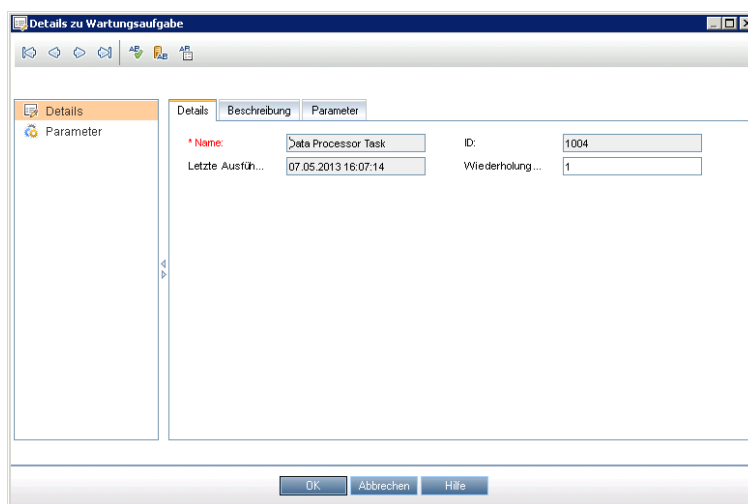 Details zu Wartungsaufgabe
Details
Parameter
Details Beschreibung Parameter
* Name: Data Processor Task ID: 1004
Letzte Ausfüh... 07.05.2013 16:07:14 Wiederholung... 1
OK Abbrechen Hilfe